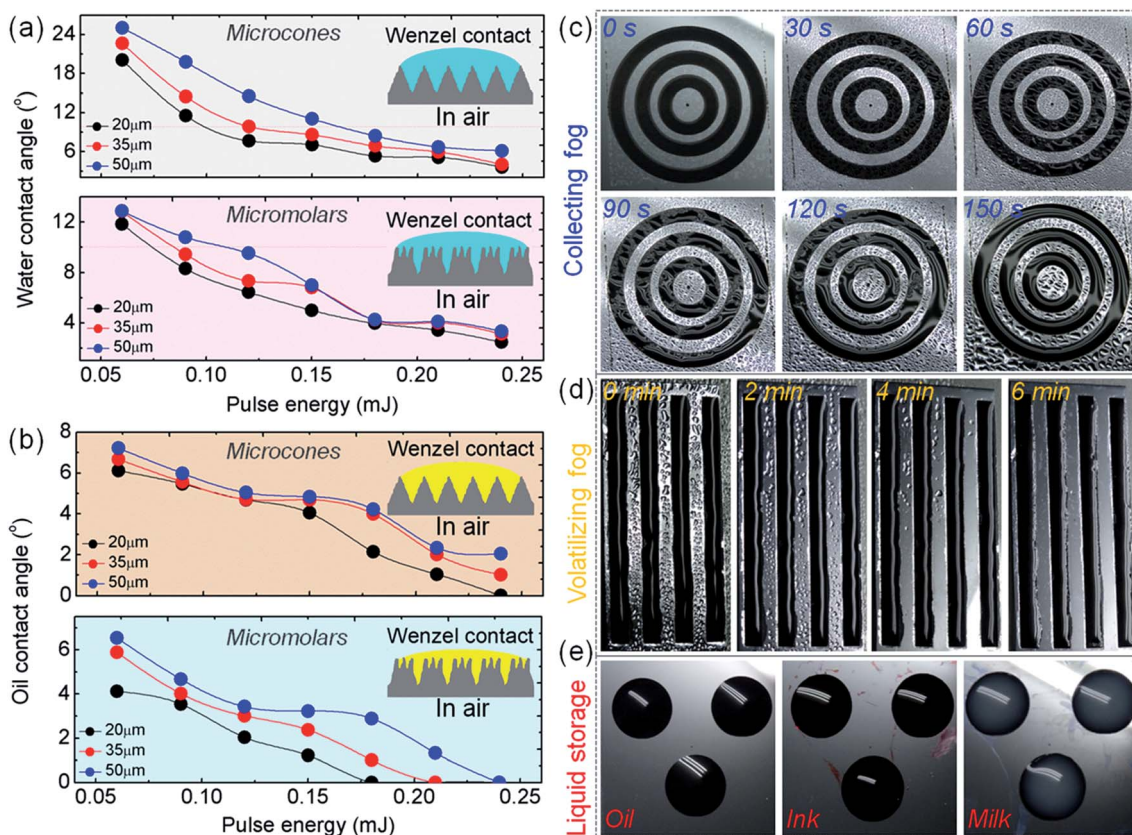 (a)
Microcones
Wenzel contact
In air
24
18
12
6
20μm
35μm
50μm
Water contact angle (°)
Micromolars
Wenzel contact
In air
12
8
4
20μm
35μm
50μm
0.05 0.10 0.15 0.20 0.25
Pulse energy (mJ)
(b)
Microcones
Wenzel contact
In air
8
6
4
2
0
20μm
35μm
50μm
Oil contact angle (°)
Micromolars
Wenzel contact
In air
6
4
2
0
20μm
35μm
50μm
0.05 0.10 0.15 0.20 0.25
Pulse energy (mJ)
(c)
Collecting fog
0 s 30 s 60 s
90 s 120 s 150 s
(d)
Volatilizing fog
0 min 2 min 4 min 6 min
(e)
Liquid storage
Oil Ink Milk